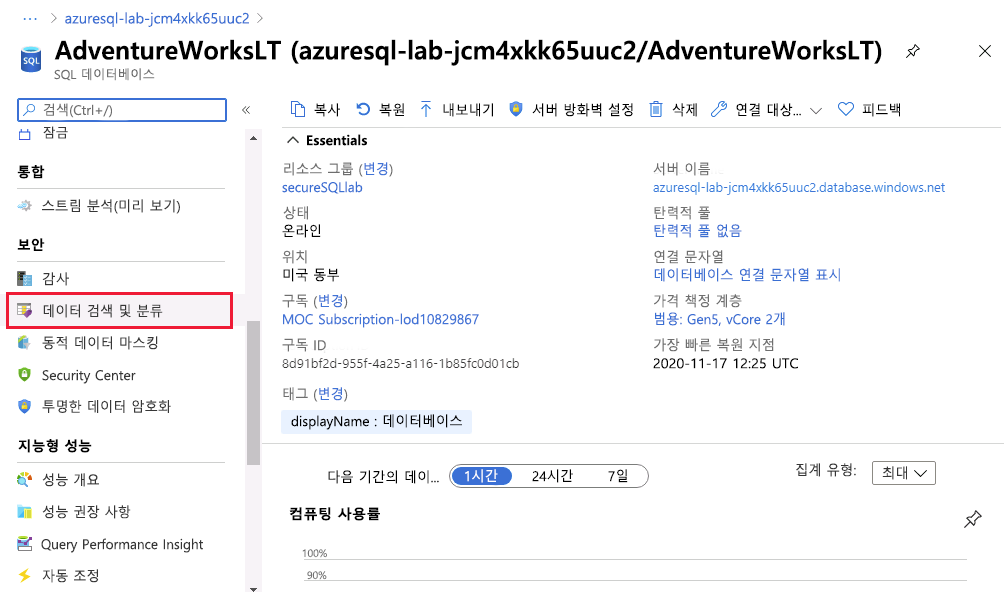 ··· > azuresql-lab-jcm4xkk65uuc2 >
AdventureWorksLT (azuresql-lab-jcm4xkk65uuc2/AdventureWorksLT)
SQL 데이터베이스
SQL
검색(Ctrl+/)
«
복사
복원
내보내기
서버 방화벽 설정
삭제
연결 대상...
피드백
잠금
통합
스트림 분석(미리 보기)
보안
감사
데이터 검색 및 분류
동적 데이터 마스킹
Security Center
투명한 데이터 암호화
지능형 성능
성능 개요
성능 권장 사항
Query Performance Insight
자동 조정
Essentials
리소스 그룹 (변경)
secureSQLlab
상태
온라인
위치
미국 동부
구독 (변경)
MOC Subscription-lod10829867
구독 ID
8d91bf2d-955f-4a25-a116-1b85fc0d01cb
태그 (변경)
displayName : 데이터베이스
서버 이름
azuresql-lab-jcm4xkk65uuc2.database.windows.net
탄력적 풀
탄력적 풀 없음
연결 문자열
데이터베이스 연결 문자열 표시
가격 책정 계층
범용: Gen5, vCore 2개
가장 빠른 복원 지점
2020-11-17 12:25 UTC
다음 기간의 데이...
1시간
24시간
7일
집계 유형:
최대
컴퓨팅 사용률
100%
90%